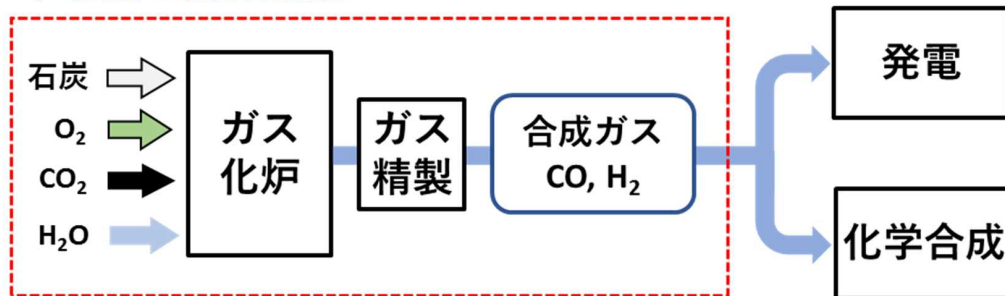 石炭
O₂
CO₂
H₂O
ガス
化炉
ガス
精製
合成ガス
CO, H₂
発電
化学合成